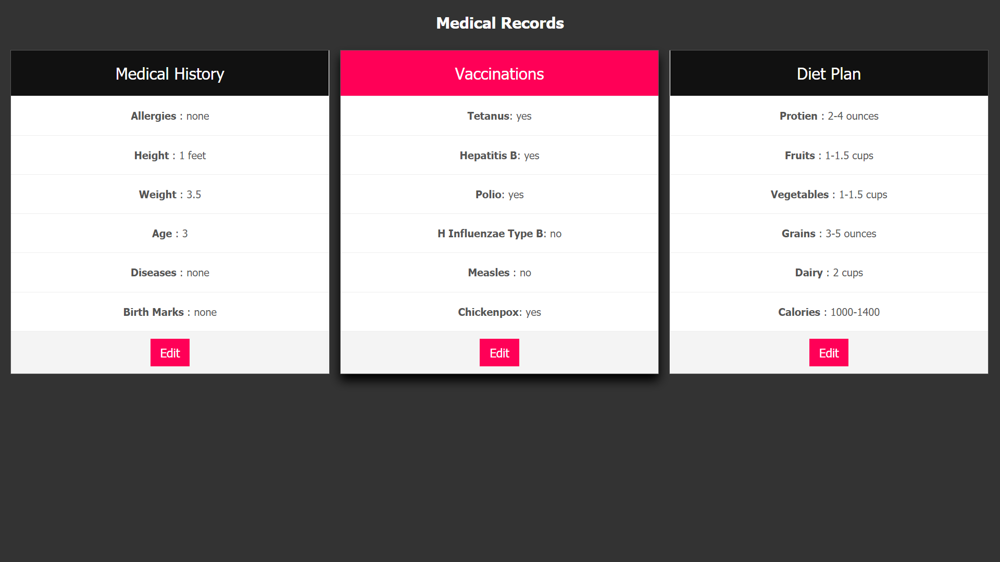 Medical Records
Medical History
Allergies : none
Height : 1 feet
Weight : 3.5
Age : 3
Diseases : none
Birth Marks : none
Edit
Vaccinations
Tetanus: yes
Hepatitis B: yes
Polio: yes
H Influenzae Type B: no
Measles : no
Chickenpox: yes
Edit
Diet Plan
Protien : 2-4 ounces
Fruits : 1-1.5 cups
Vegetables : 1-1.5 cups
Grains : 3-5 ounces
Dairy : 2 cups
Calories : 1000-1400
Edit